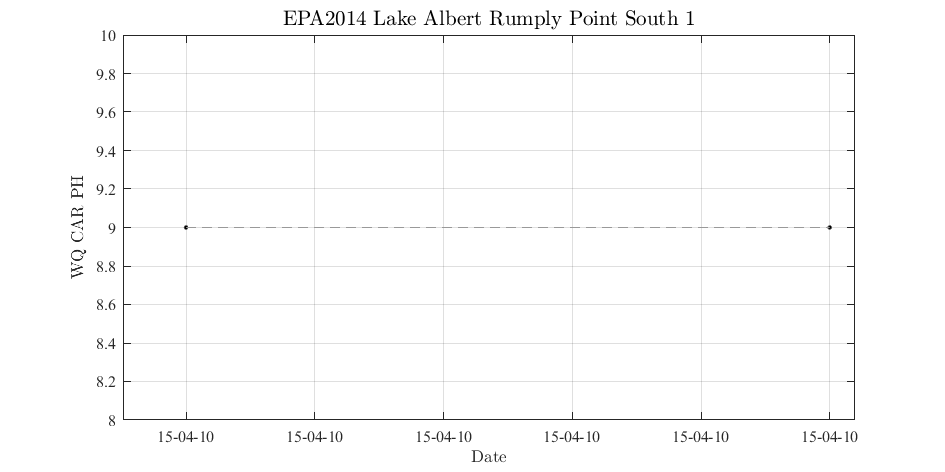 EPA2014 Lake Albert Rumply Point South 1
10
9.8
9.6
9.4
9.2
9
8.8
8.6
8.4
8.2
8
WQ CAR PH
15-04-10 15-04-10 15-04-10 15-04-10 15-04-10 15-04-10
Date